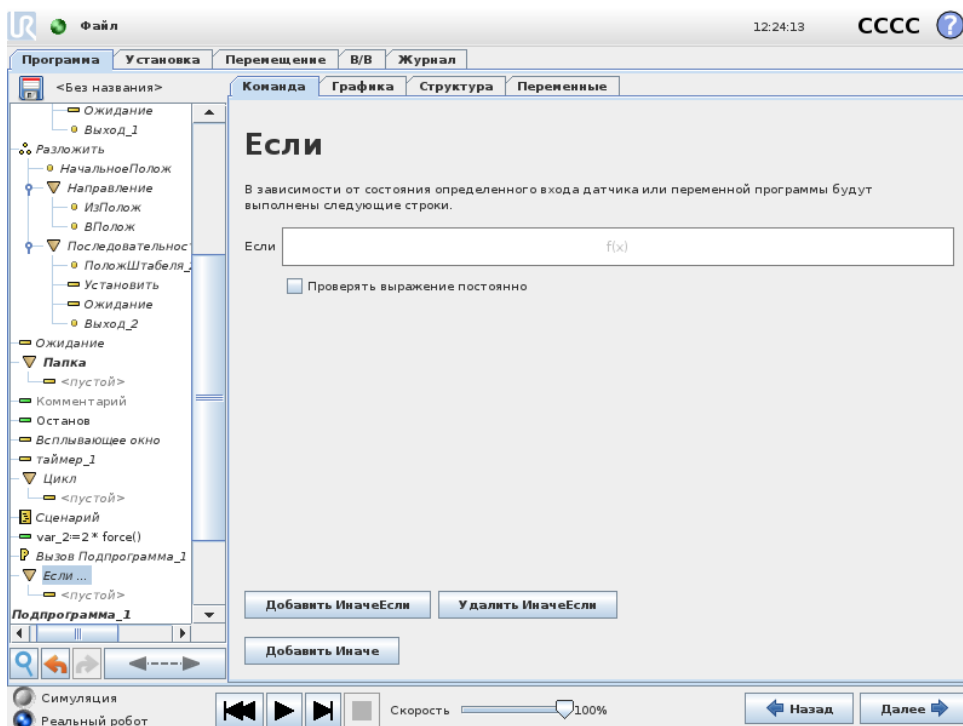 UR Файл 12:24:13 CCCC ?
Программа Установка Перемещение В/В Журнал
<Без названия> Команда Графика Структура Переменные
Ожидание
Выход_1
Разложить
НачальноеПолож
Направление
ИзПолож
ВПолож
Последовательнос
ПоложШтабеля_
Установить
Ожидание
Выход_2
Ожидание
Папка
<пустой>
Комментарий
Останов
Всплывающее окно
таймер_1
Цикл
<пустой>
Сценарий
var_2:=2 * force()
Вызов Подпрограмма_1
Если ...
<пустой>
Подпрограмма_1
Если
В зависимости от состояния определенного входа датчика или переменной программы будут
выполнены следующие строки.
Если f(x)
Проверять выражение постоянно
Добавить ИначеЕсли Удалить ИначеЕсли
Добавить Иначе
Симуляция
Реальный робот
Скорость 100%
Назад Далее